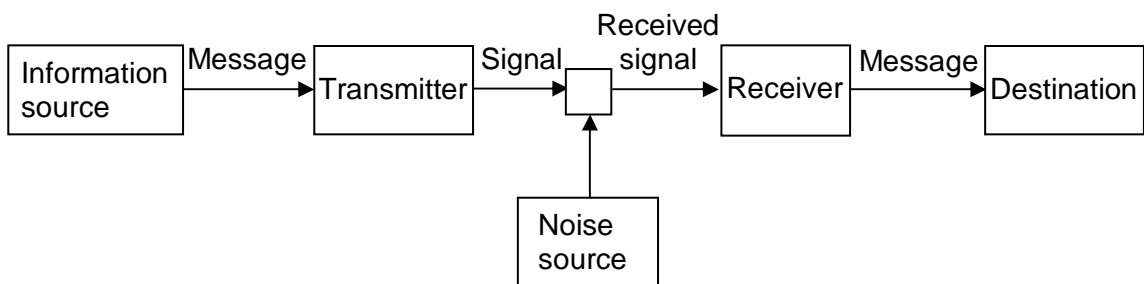 Information
source
Message
Transmitter
Signal
Received
signal
Receiver
Message
Destination
Noise
source